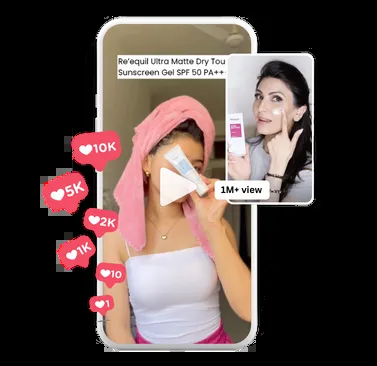 Re'equil Ultra Matte Dry Tou
Sunscreen Gel SPF 50 PA++
10K
5K
1M+ view
2K
1K
10
1